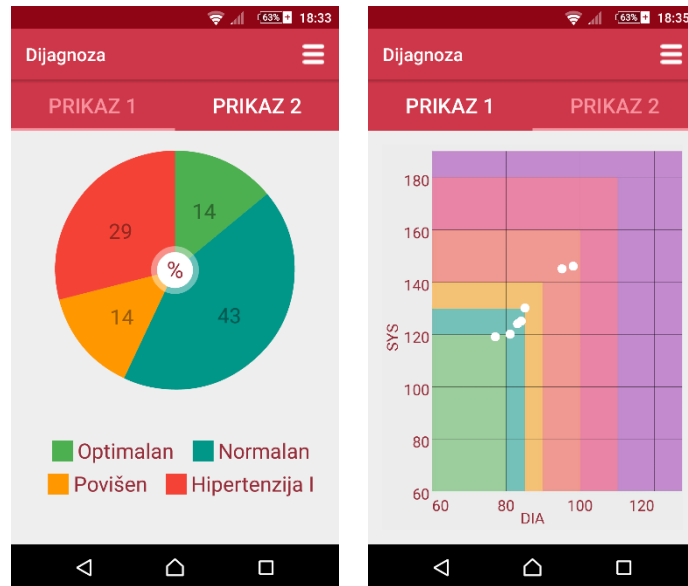 63% 18:33
Dijagnoza
PRIKAZ 1 PRIKAZ 2
14
29
%
14
43
Optimalan Normalan
Povišen Hipertenzija I
63% 18:35
Dijagnoza
PRIKAZ 1 PRIKAZ 2
180
160
140
120
100
80
60
SYS
60 80 100 120
DIA